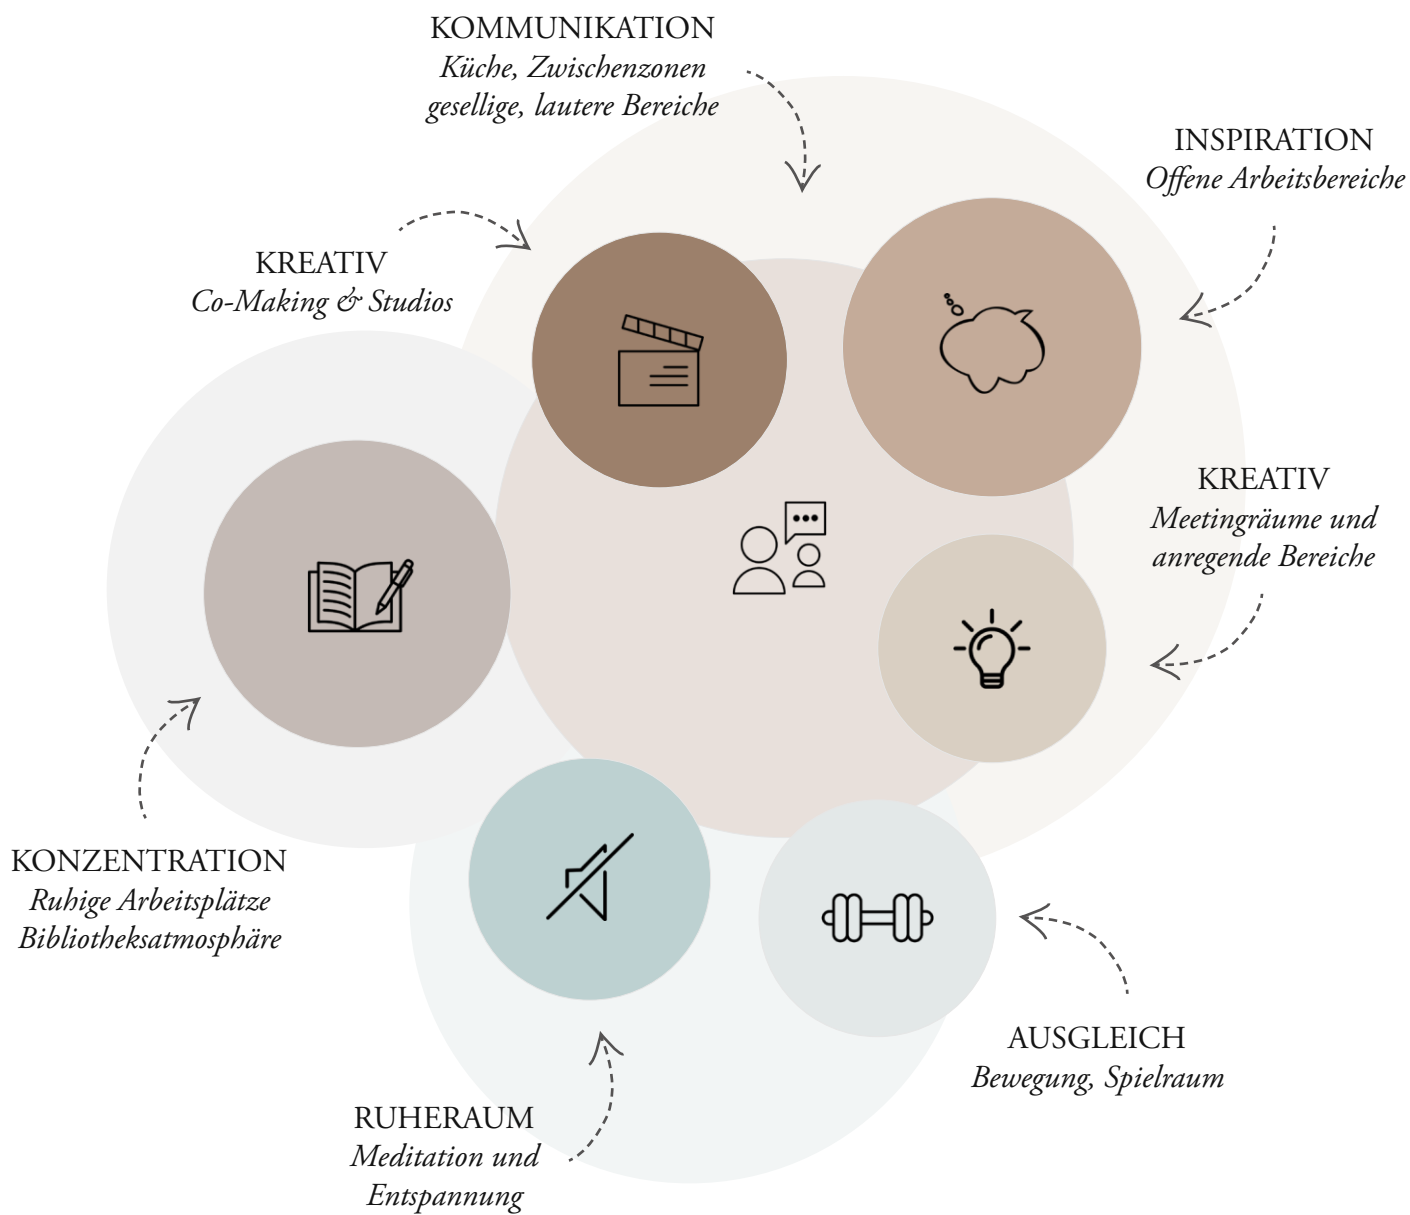 KOMMUNIKATION
Küche, Zwischenzonen
gesellige, lautere Bereiche
INSPIRATION
Offene Arbeitsbereiche
KREATIV
Co-Making & Studios
KREATIV
Meetingräume und
anregende Bereiche
KONZENTRATION
Ruhige Arbeitsplätze
Bibliotheksatmosphäre
AUSGLEICH
Bewegung, Spielraum
RUHERAUM
Meditation und
Entspannung